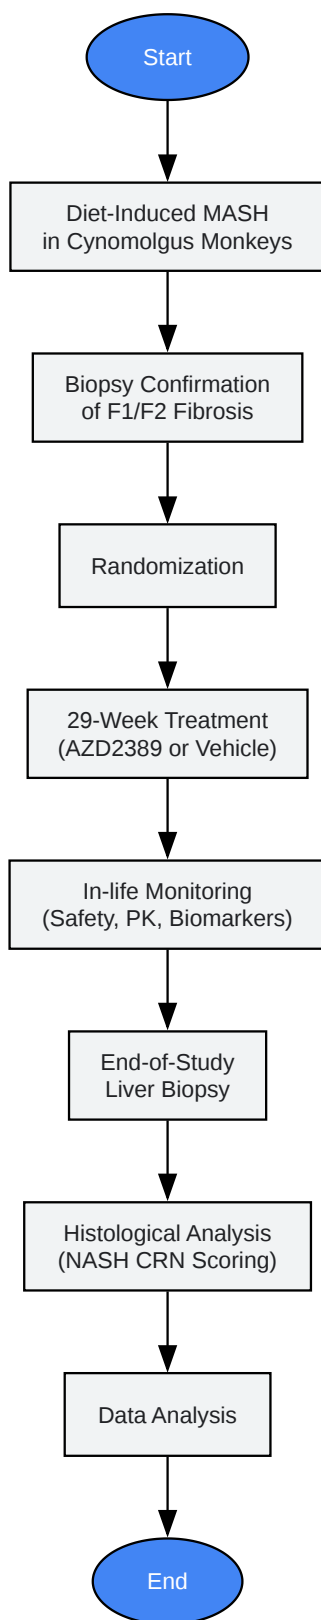 Start
Diet-Induced MASH
in Cynomolgus Monkeys
Biopsy Confirmation
of F1/F2 Fibrosis
Randomization
29-Week Treatment
(AZD2389 or Vehicle)
In-life Monitoring
(Safety, PK, Biomarkers)
End-of-Study
Liver Biopsy
Histological Analysis
(NASH CRN Scoring)
Data Analysis
End